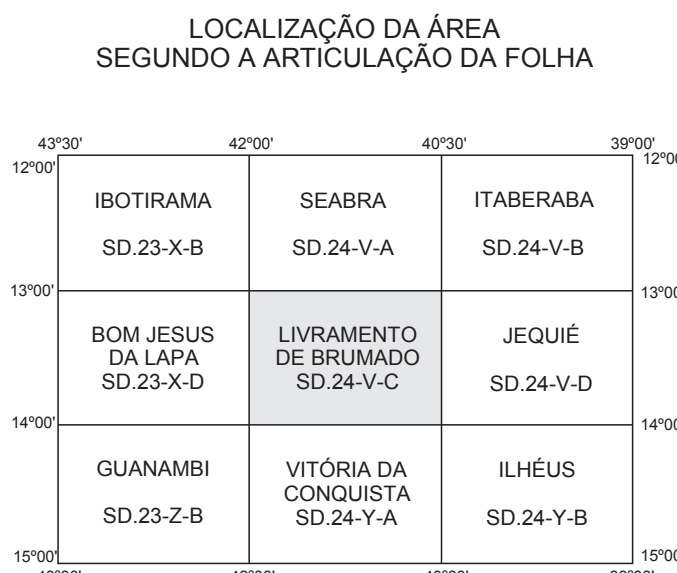 LOCALIZAÇÃO DA ÁREA
SEGUNDO A ARTICULAÇÃO DA FOLHA
43º30' 42º00' 40º30' 39º00'
12º00' 12º00
IBOTIRAMA SEABRA ITABERABA
SD.23-X-B SD.24-V-A SD.24-V-B
13º00' 13º00
BOM JESUS
DA LAPA
SD.23-X-D
LIVRAMENTO
DE BRUMADO
SD.24-V-C
JEQUIÉ
SD.24-V-D
14º00' 14º00
GUANAMBI
SD.23-Z-B
VITÓRIA DA
CONQUISTA
SD.24-Y-A
ILHÉUS
SD.24-Y-B
15º00' 15º00